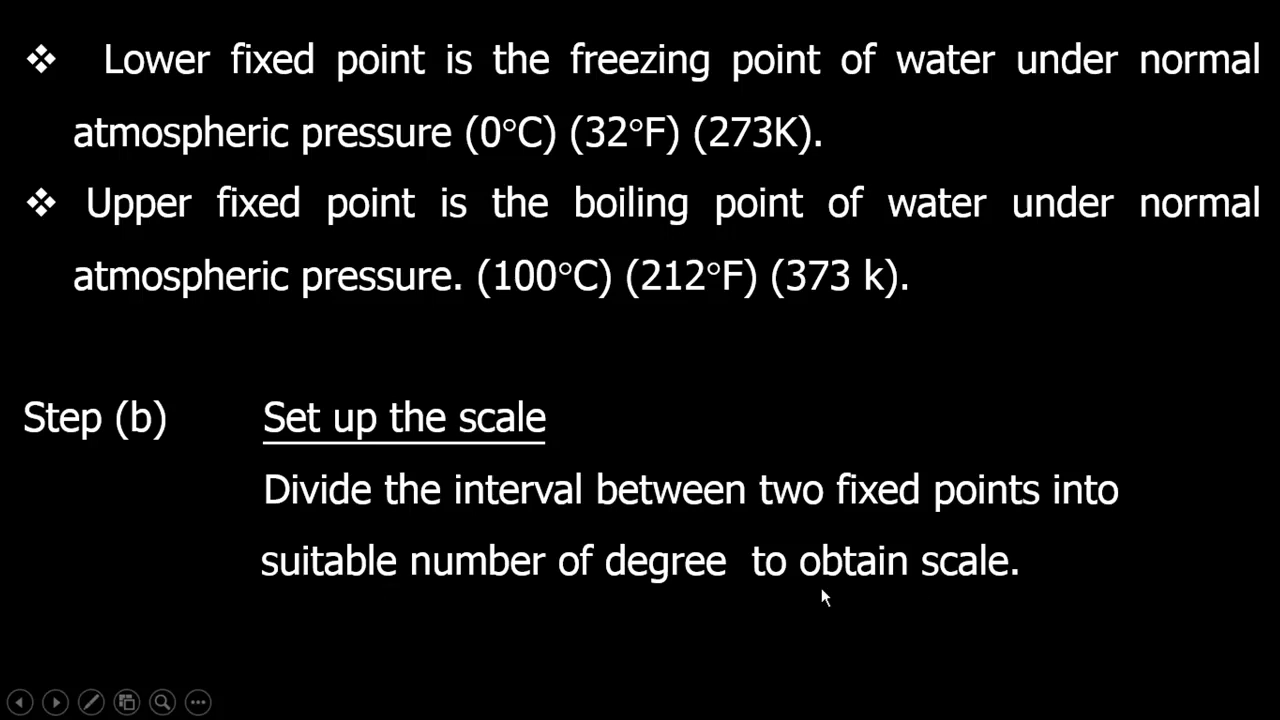 ❖ Lower fixed point is the freezing point of water under normal
atmospheric pressure (0°C) (32°F) (273K).
❖ Upper fixed point is the boiling point of water under normal
atmospheric pressure. (100°C) (212°F) (373 k).
Step (b) Set up the scale
Divide the interval between two fixed points into
suitable number of degree to obtain scale.